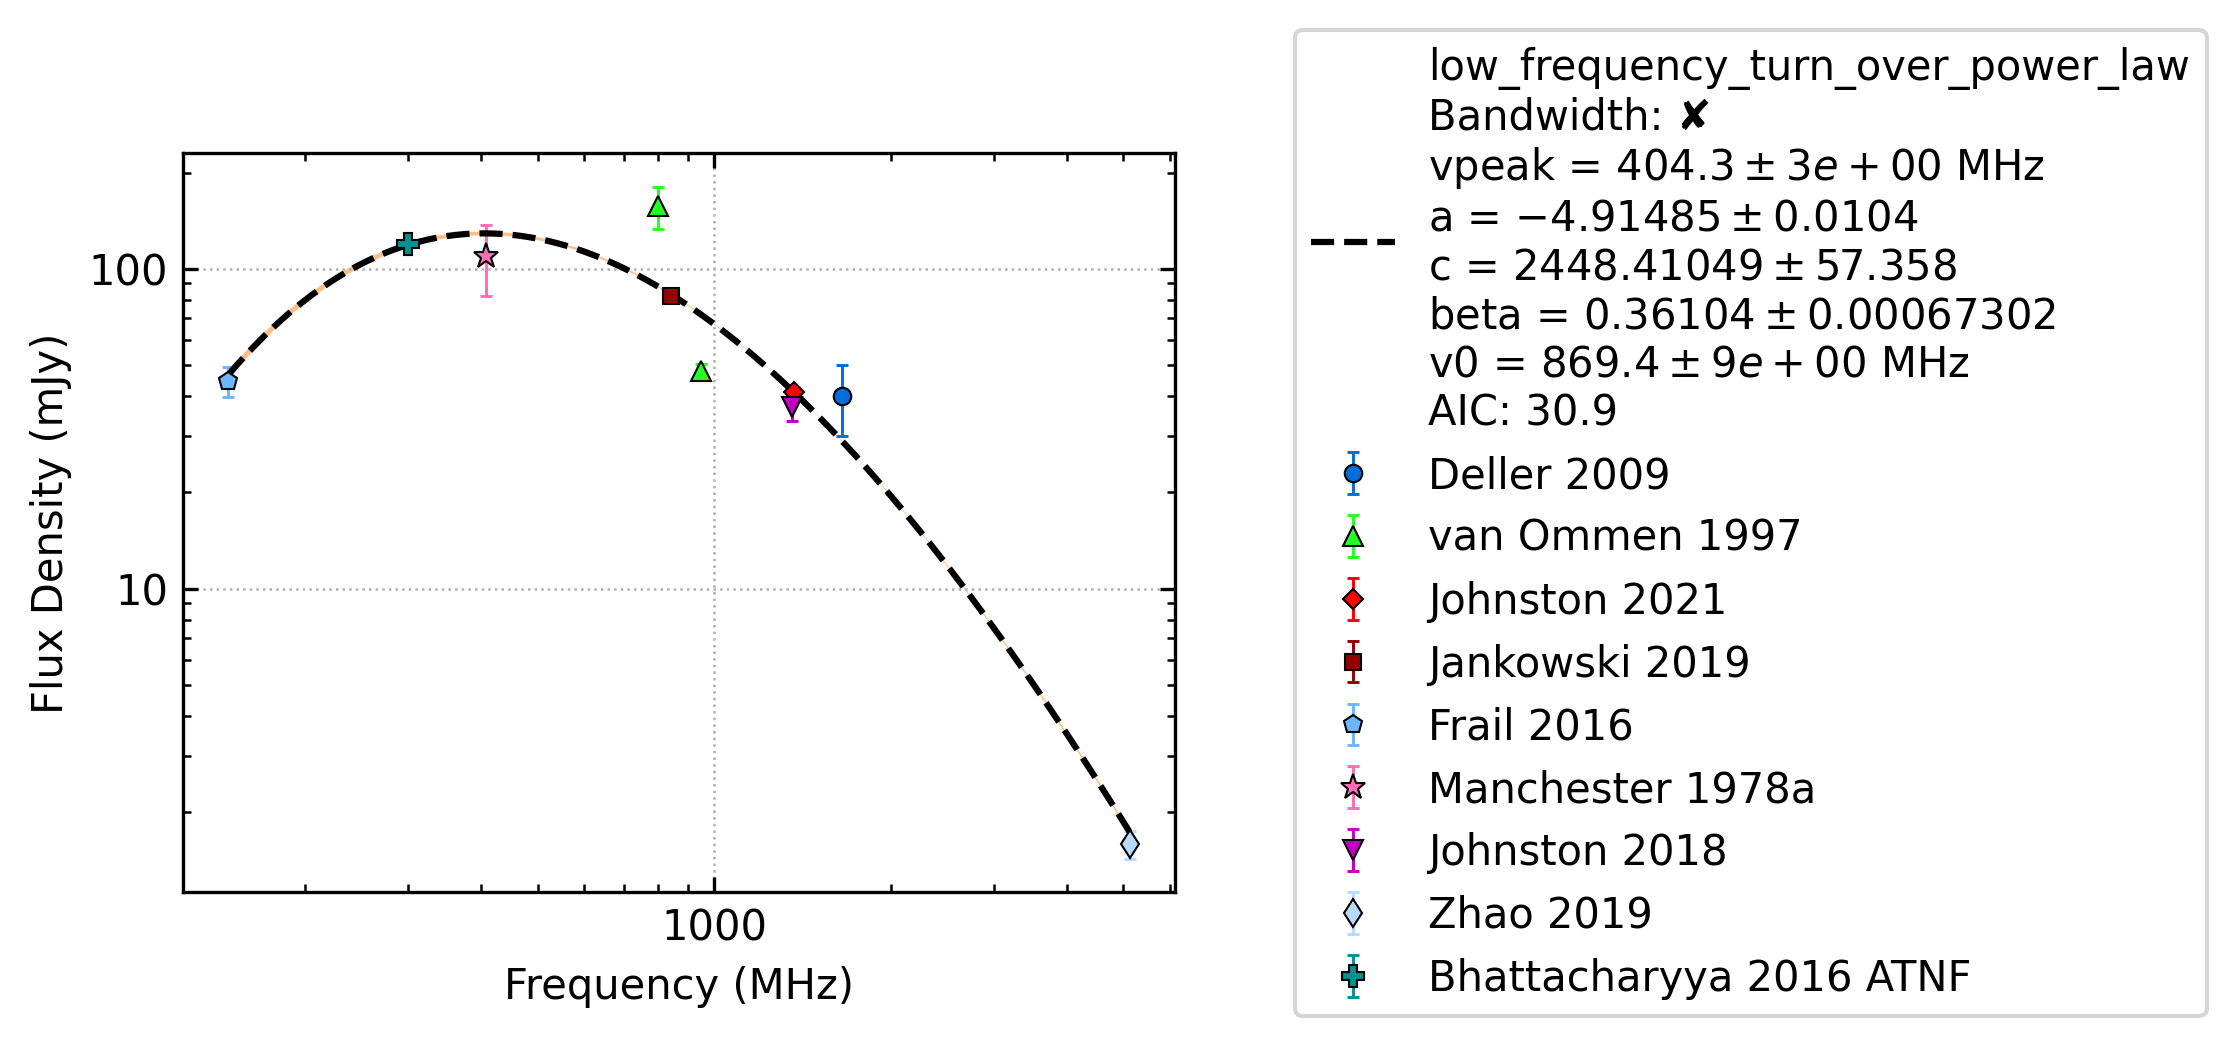 100
10
Flux Density (mJy)
1000
Frequency (MHz)
low_frequency_turn_over_power_law
Bandwidth: ✘
vpeak = 404.3 ± 3e + 00 MHz
a = −4.91485 ± 0.0104
c = 2448.41049 ± 57.358
beta = 0.36104 ± 0.00067302
v0 = 869.4 ± 9e + 00 MHz
AIC: 30.9
Deller 2009
van Ommen 1997
Johnston 2021
Jankowski 2019
Frail 2016
Manchester 1978a
Johnston 2018
Zhao 2019
Bhattacharyya 2016 ATNF